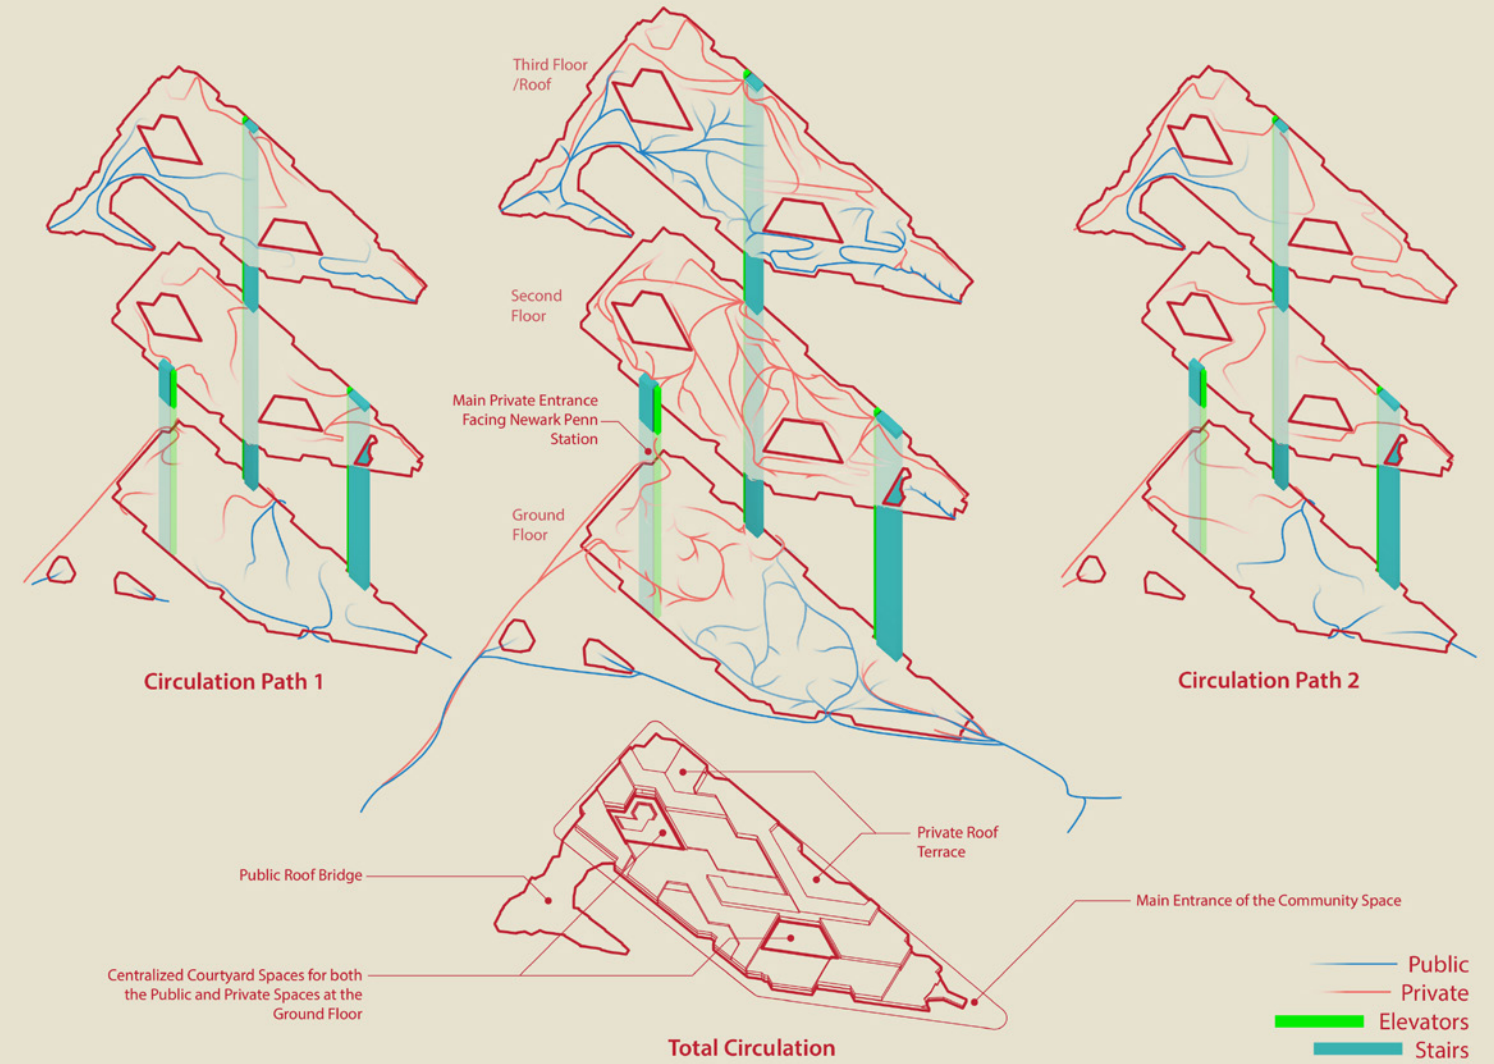 Third Floor
/Roof
Second
Floor
Main Private Entrance
Facing Newark Penn
Station
Ground
Floor
Circulation Path 1
Circulation Path 2
Private Roof
Terrace
Public Roof Bridge
Main Entrance of the Community Space
Centralized Courtyard Spaces for both
the Public and Private Spaces at the
Ground Floor
Public
Private
Elevators
Stairs
Total Circulation